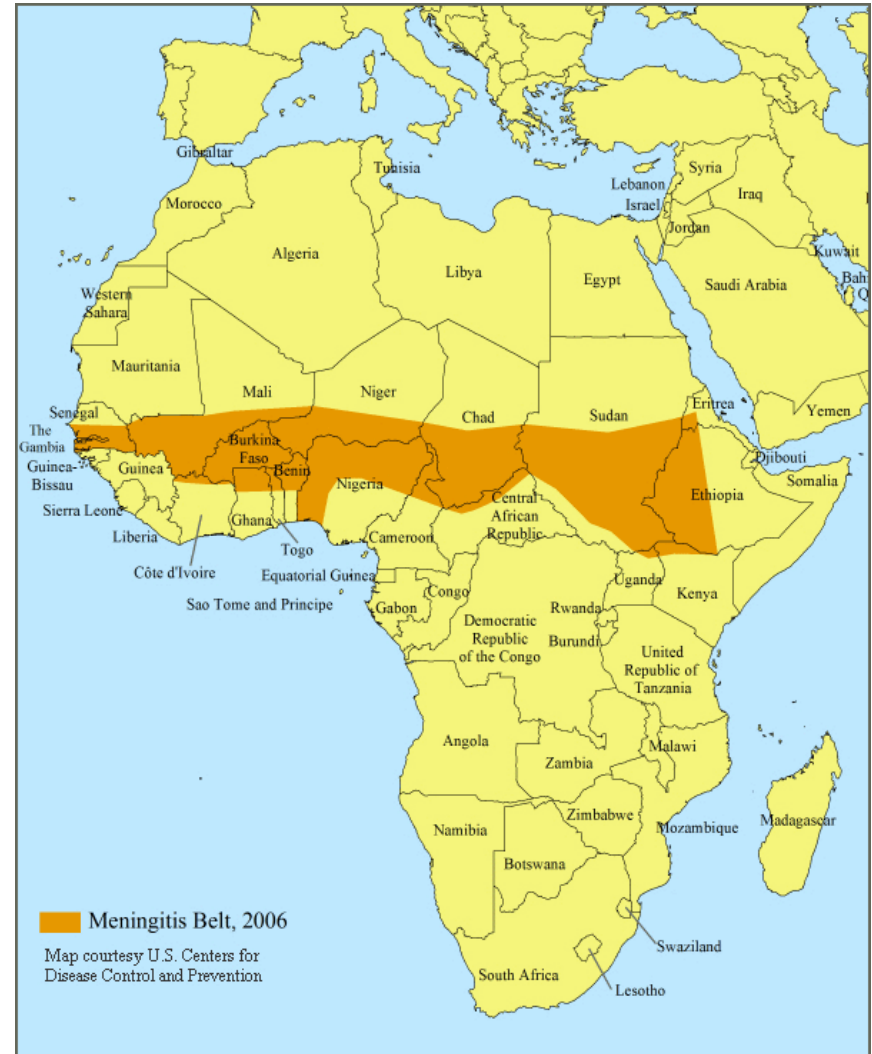 Gibraltar
Tunisia
Syria
Lebanon
Israel
Iraq
Morocco
Jordan
Kuwait
Algeria
Libya
Egypt
Saudi Arabia
Bah
Q
Western
Sahara
Mauritania
Mali
Niger
Chad
Sudan
Eritrea
Yemen
Senegal
The
Gambia
Guinea-
Bissau
Guinea
Burkina
Faso
Benin
Nigeria
Djibouti
Somalia
Ethiopia
Central
African
Republic
Sierra Leone
Ghana
Cameroon
Liberia
Togo
Côte d'Ivoire
Equatorial Guinea
Uganda
Kenya
Sao Tome and Principe
Gabon
Congo
Rwanda
Burundi
Democratic
Republic
of the Congo
United
Republic of
Tanzania
Angola
Malawi
Zambia
Zimbabwe
Mozambique
Madagascar
Namibia
Botswana
Meningitis Belt, 2006
Map courtesy U.S. Centers for
Disease Control and Prevention
Swaziland
South Africa
Lesotho